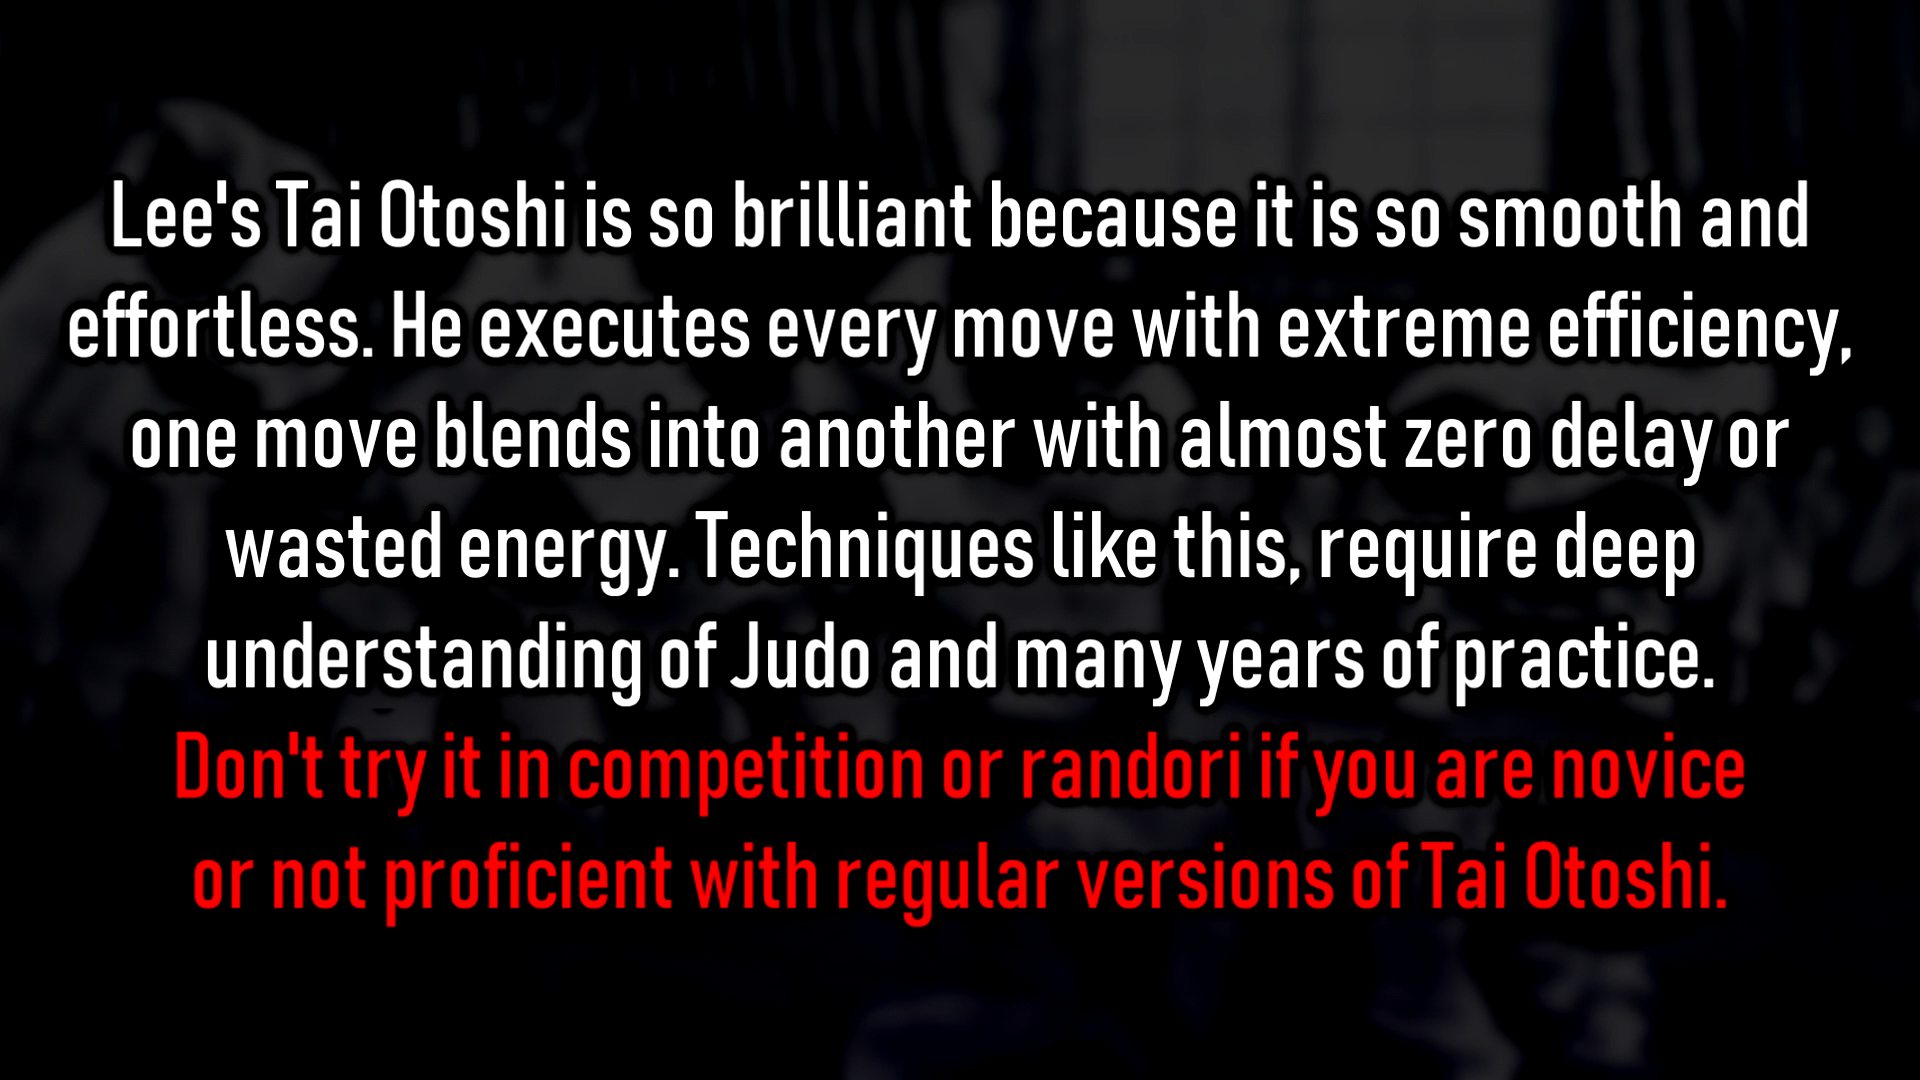 Lee's Tai Otoshi is so brilliant because it is so smooth and
effortless. He executes every move with extreme efficiency,
one move blends into another with almost zero delay or
wasted energy. Techniques like this, require deep
understanding of Judo and many years of practice.
Don't try it in competition or randori if you are novice
or not proficient with regular versions of Tai Otoshi.